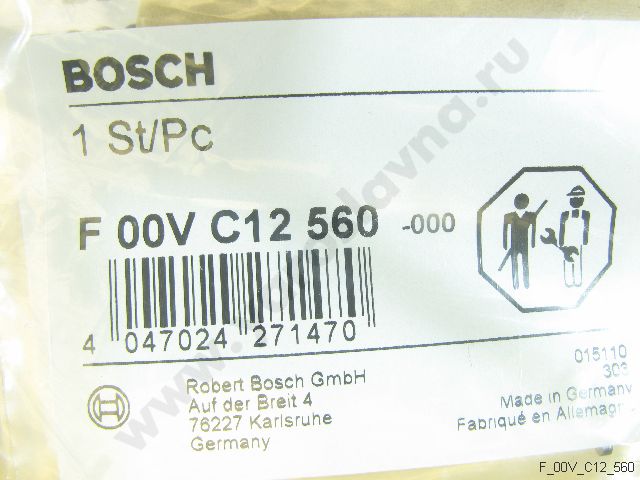 BOSCH
1 St/Pc
F 00V C12 560 -000
4 047024 271470
Robert Bosch GmbH
Auf der Breit 4
76227 Karlsruhe
Germany
015110
303
Made in Germany
Fabriqué en Allemagne
F_00V_C12_560